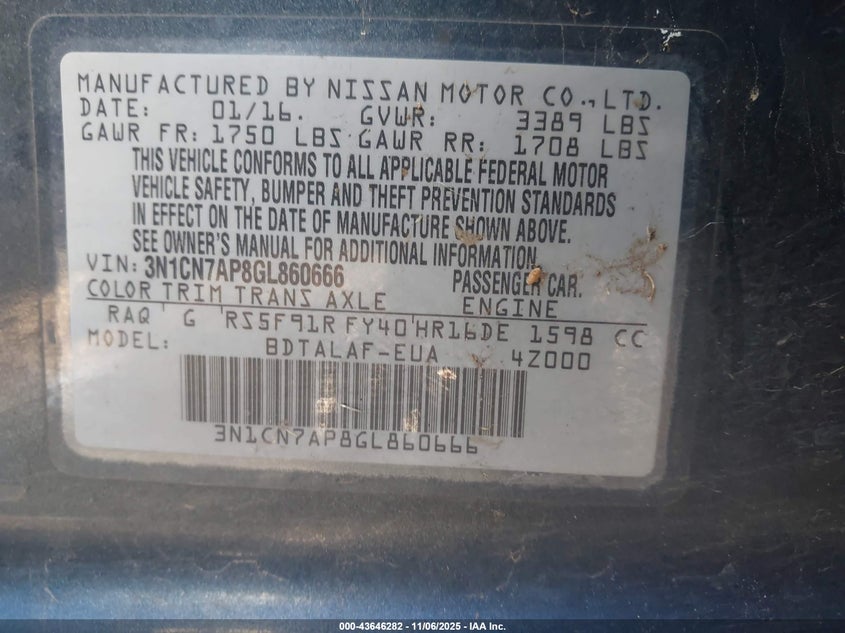 MANUFACTURED BY NISSAN MOTOR CO., LTD.
DATE: 01/16. GVWR: 3389 LBS
GAWR FR: 1750 LBS GAWR RR: 1708 LBS
THIS VEHICLE CONFORMS TO ALL APPLICABLE FEDERAL MOTOR
VEHICLE SAFETY, BUMPER AND THEFT PREVENTION STANDARDS
IN EFFECT ON THE DATE OF MANUFACTURE SHOWN ABOVE.
SEE OWNER'S MANUAL FOR ADDITIONAL INFORMATION
VIN: 3N1CN7AP8GL860666 PASSENGER CAR.
COLOR TRIM TRANS AXLE ENGINE
RAQ G RS5F91R FY40 HR16DE 1598 CC
MODEL: BDTALAF-EUA 4Z000
3N1CN7AP8GL860666
000-43646282 - 11/06/2025 - IAA Inc.